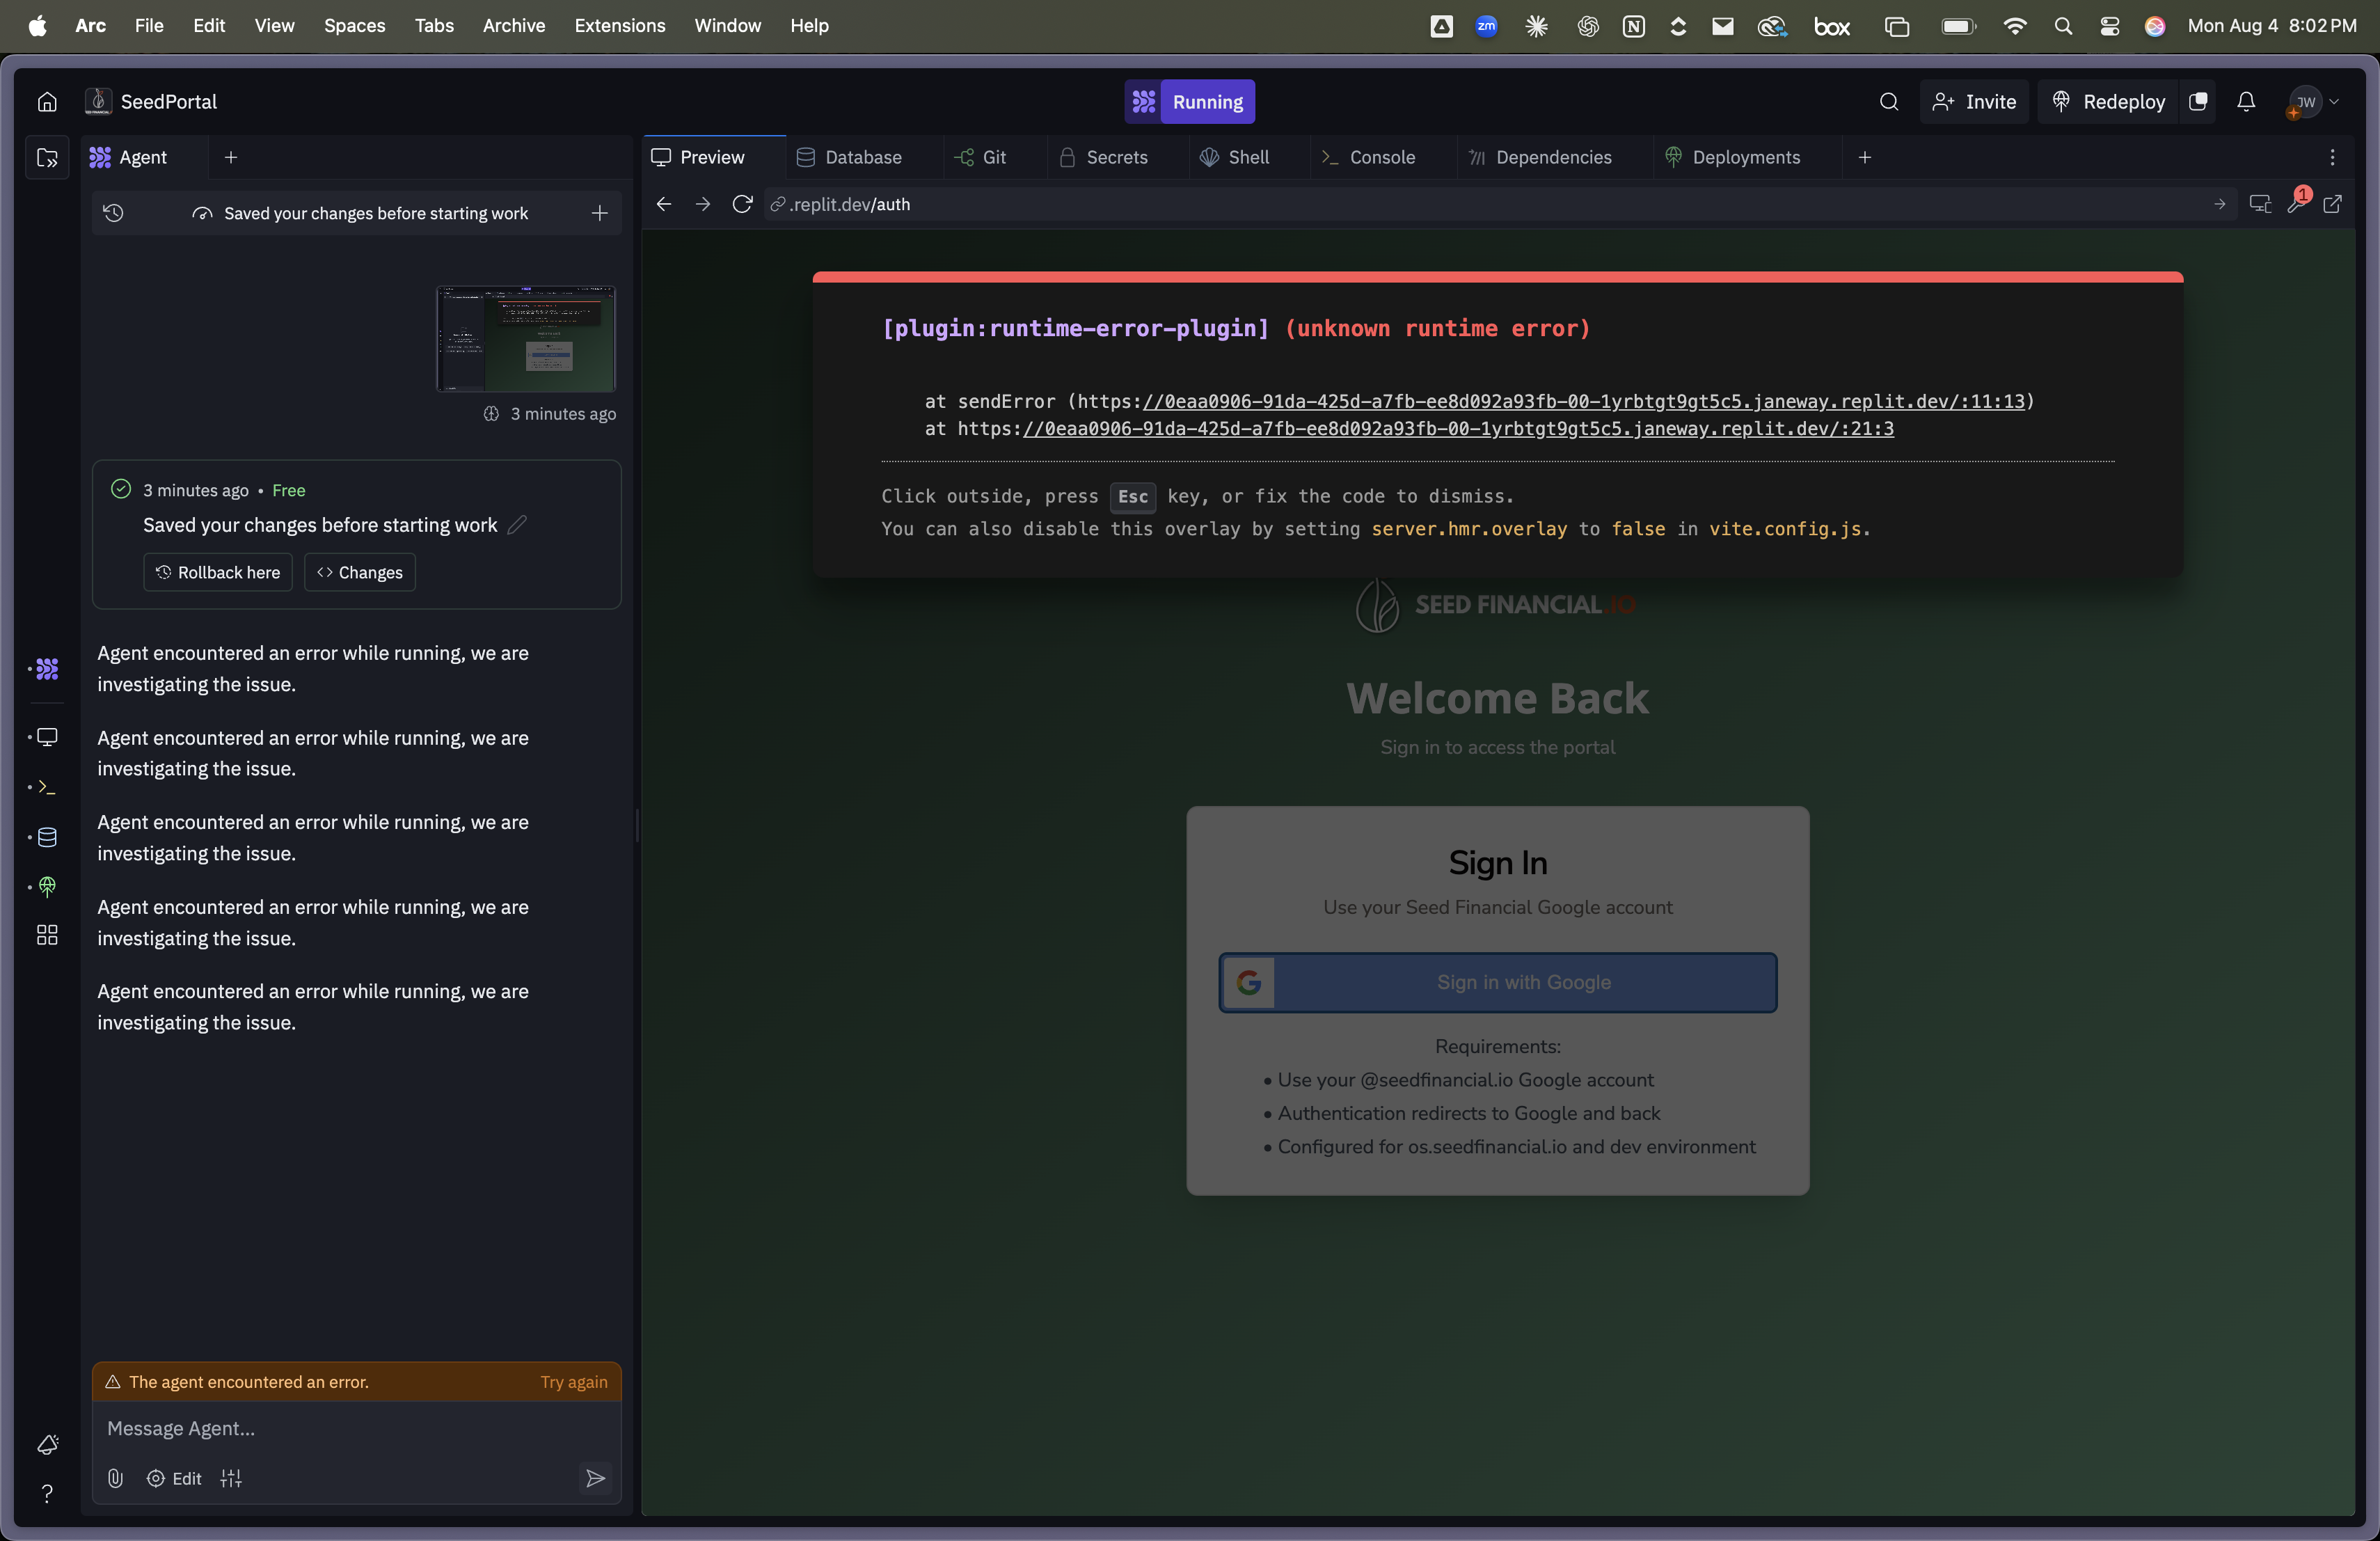 Arc File Edit View Spaces Tabs Archive Extensions Window Help
zm
box
Mon Aug 4 8:02 PM
SeedPortal
Running
Invite
Redeploy
JW
Agent
Preview
Database
Git
Secrets
Shell
Console
Dependencies
Deployments
Saved your changes before starting work
.replit.dev/auth
1
3 minutes ago
3 minutes ago • Free
Saved your changes before starting work
Rollback here
Changes
Agent encountered an error while running, we are
investigating the issue.
Agent encountered an error while running, we are
investigating the issue.
Agent encountered an error while running, we are
investigating the issue.
Agent encountered an error while running, we are
investigating the issue.
Agent encountered an error while running, we are
investigating the issue.
The agent encountered an error.
Try again
Message Agent...
Edit
[plugin:runtime-error-plugin] (unknown runtime error)
at sendError (https://0eaa0906-91da-425d-a7fb-ee8d092a93fb-00-1yrbtgt9gt5c5.janeway.replit.dev/:11:13)
at https://0eaa0906-91da-425d-a7fb-ee8d092a93fb-00-1yrbtgt9gt5c5.janeway.replit.dev/:21:3
Click outside, press Esc key, or fix the code to dismiss.
You can also disable this overlay by setting server.hmr.overlay to false in vite.config.js.
SEED FINANCIAL.IO
Welcome Back
Sign in to access the portal
Sign In
Use your Seed Financial Google account
Sign in with Google
Requirements:
• Use your @seedfinancial.io Google account
• Authentication redirects to Google and back
• Configured for os.seedfinancial.io and dev environment